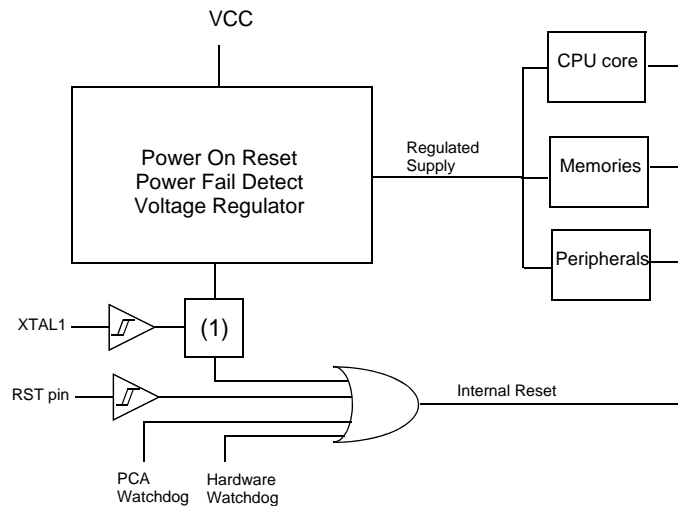 VCC
CPU core
Power On Reset
Power Fail Detect
Voltage Regulator
Regulated
Supply
Memories
Peripherals
XTAL1
(1)
RST pin
Internal Reset
PCA
Watchdog
Hardware
Watchdog